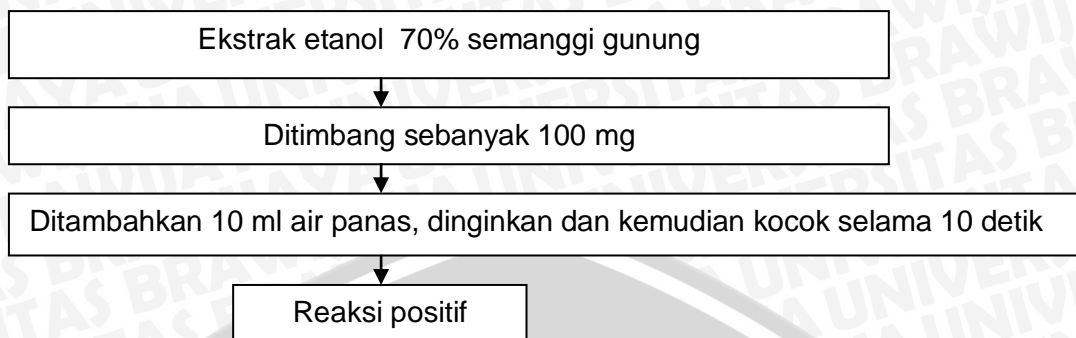 Ekstrak etanol 70% semanggi gunung
Ditimbang sebanyak 100 mg
Ditambahkan 10 ml air panas, dinginkan dan kemudian kocok selama 10 detik
Reaksi positif